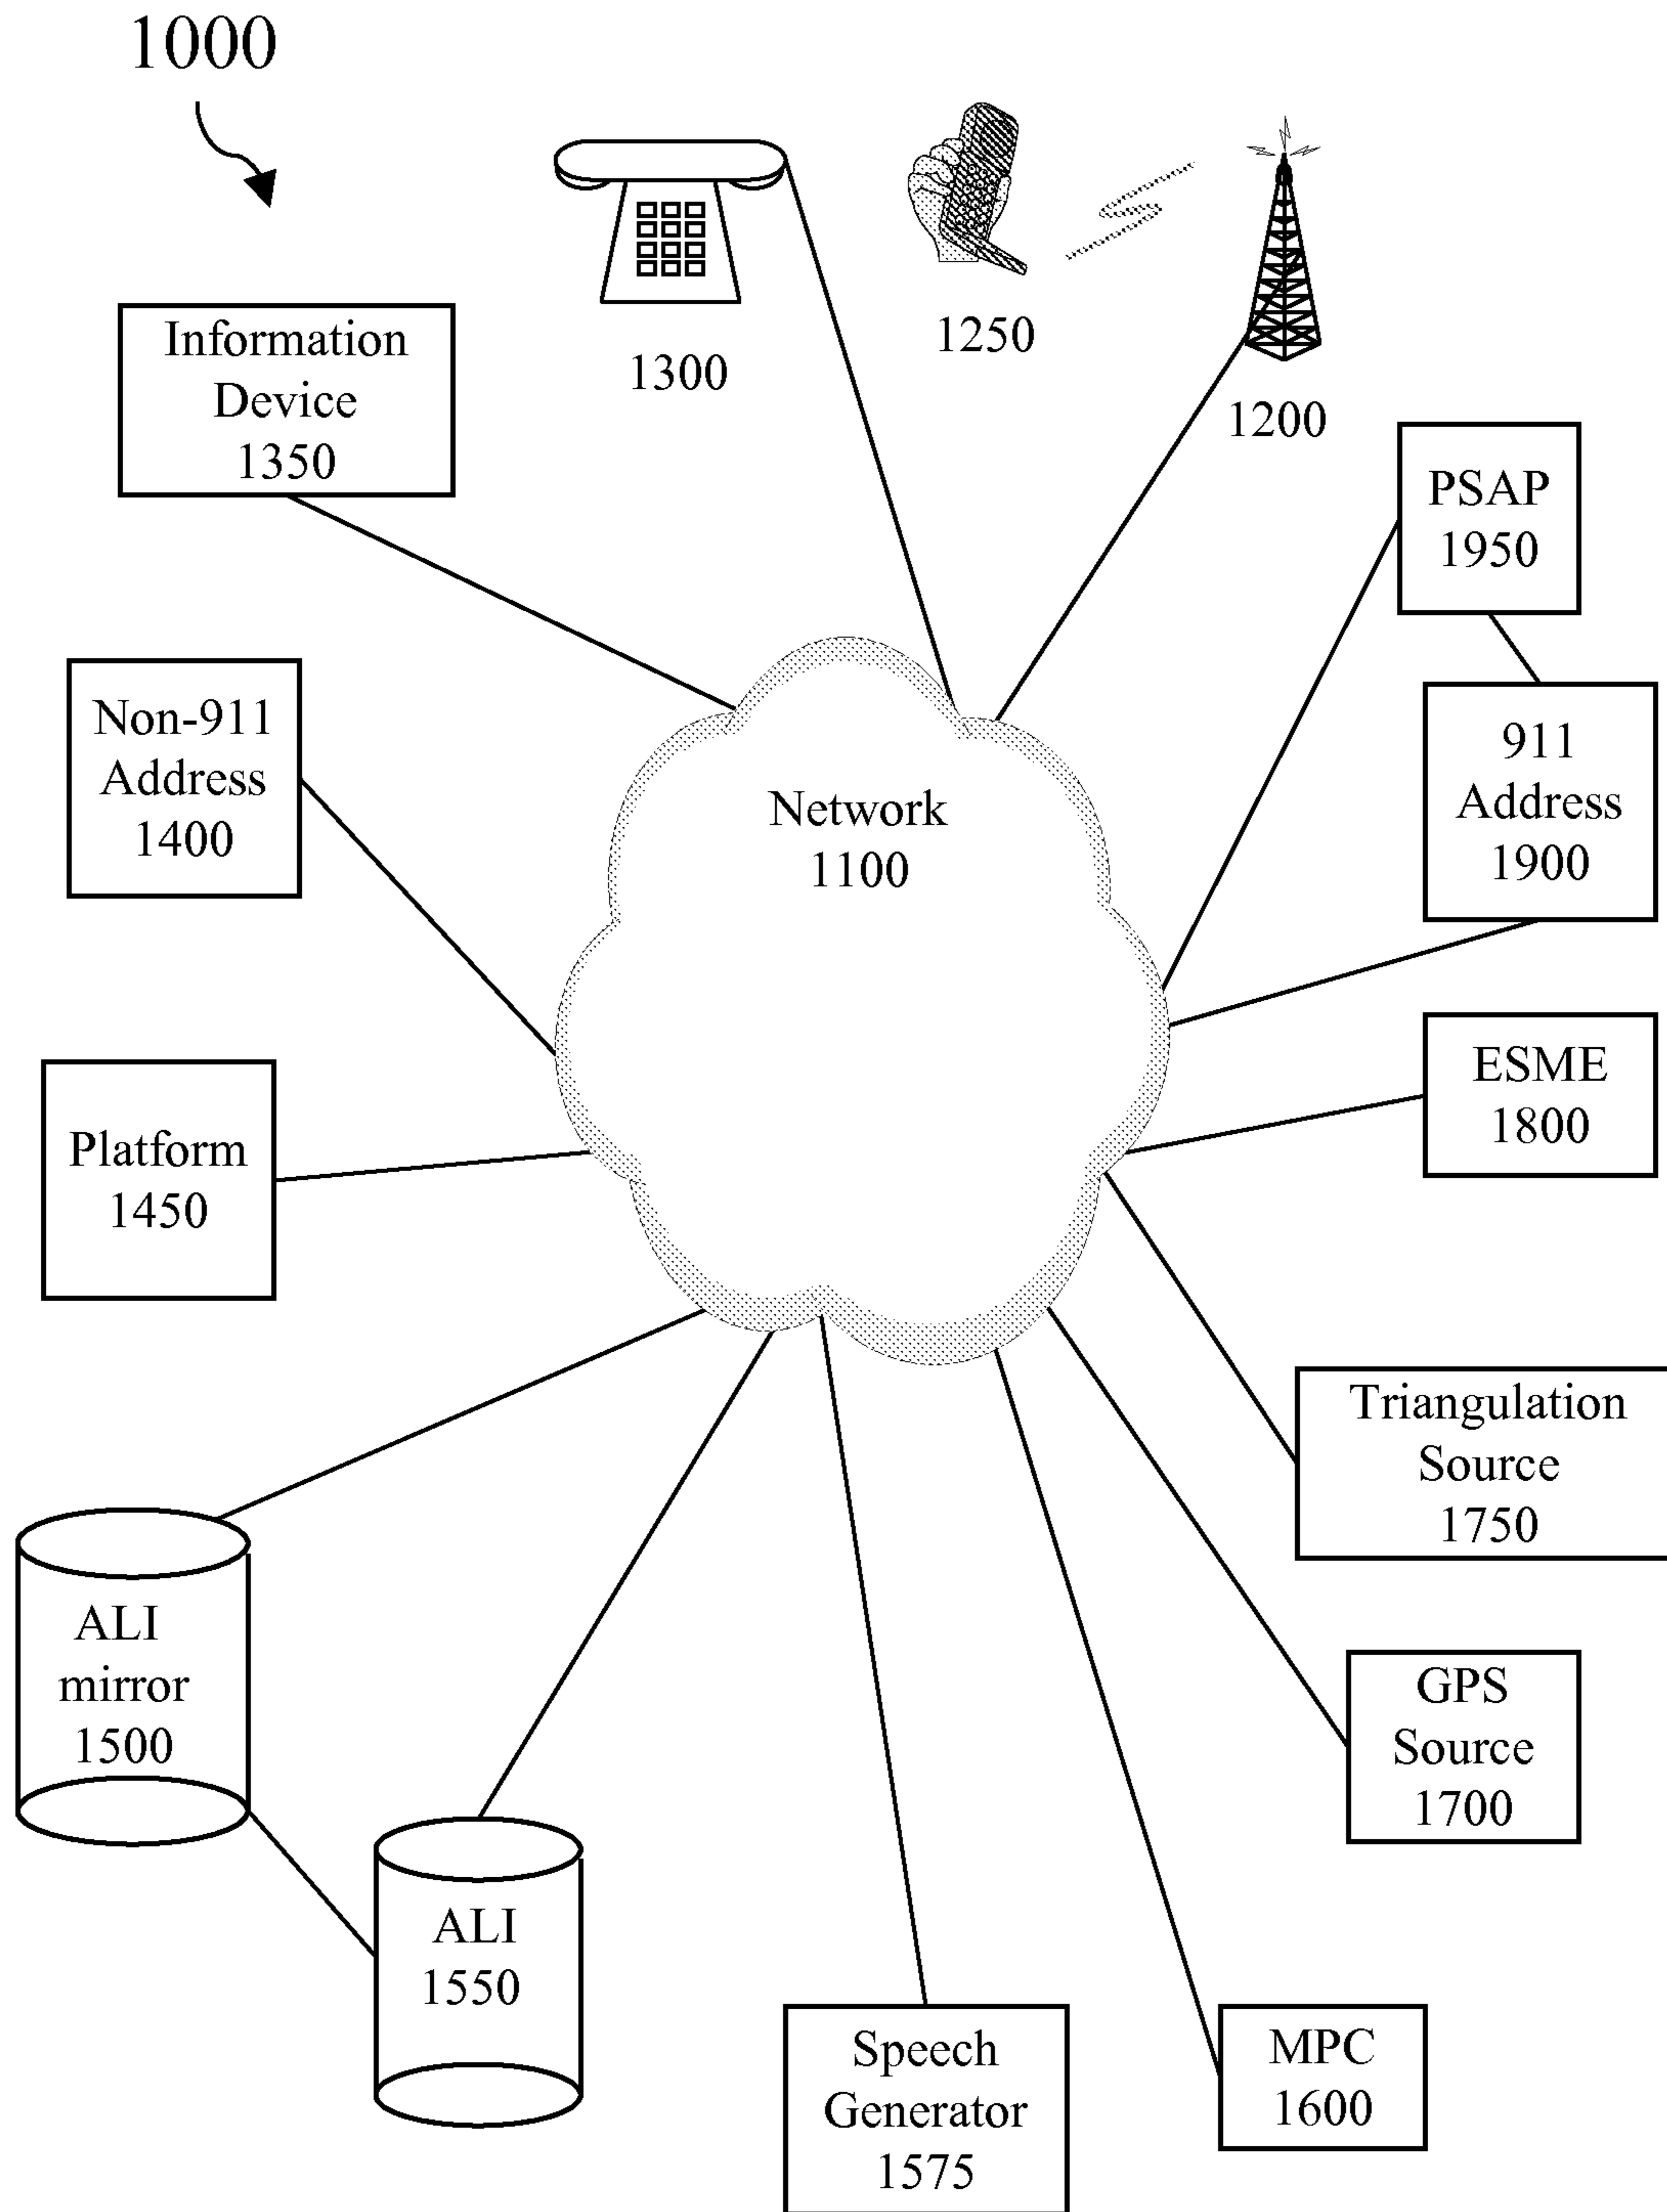 1000
1300
1250
1200
Information
Device
1350
PSAP
1950
Non-911
Address
1400
911
Address
1900
Network
1100
ESME
1800
Platform
1450
Triangulation
Source
1750
ALI
mirror
1500
GPS
Source
1700
ALI
1550
Speech
Generator
1575
MPC
1600